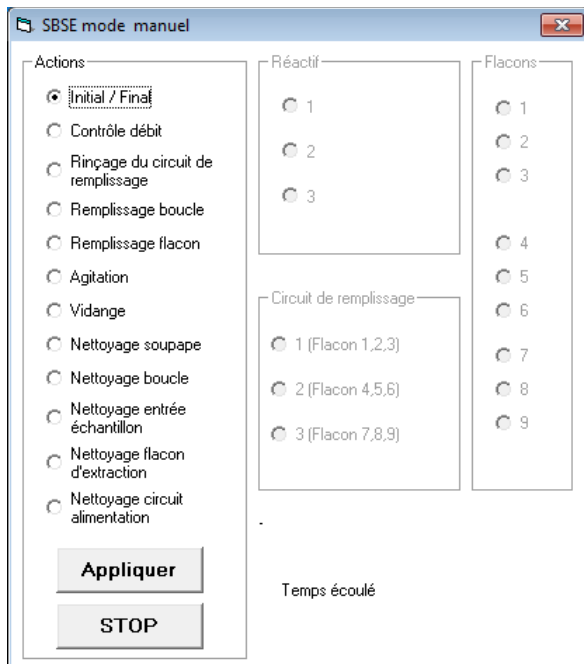 SBSE mode manuel
Actions
Initial / Final
Contrôle débit
Rinçage du circuit de
remplissage
Remplissage boucle
Remplissage flacon
Agitation
Vidange
Nettoyage soupape
Nettoyage boucle
Nettoyage entrée
échantillon
Nettoyage flacon
d'extraction
Nettoyage circuit
alimentation
Appliquer
STOP
Réactif
1
2
3
Circuit de remplissage
1 (Flacon 1,2,3)
2 (Flacon 4,5,6)
3 (Flacon 7,8,9)
Flacons
1
2
3
4
5
6
7
8
9
.
Temps écoulé